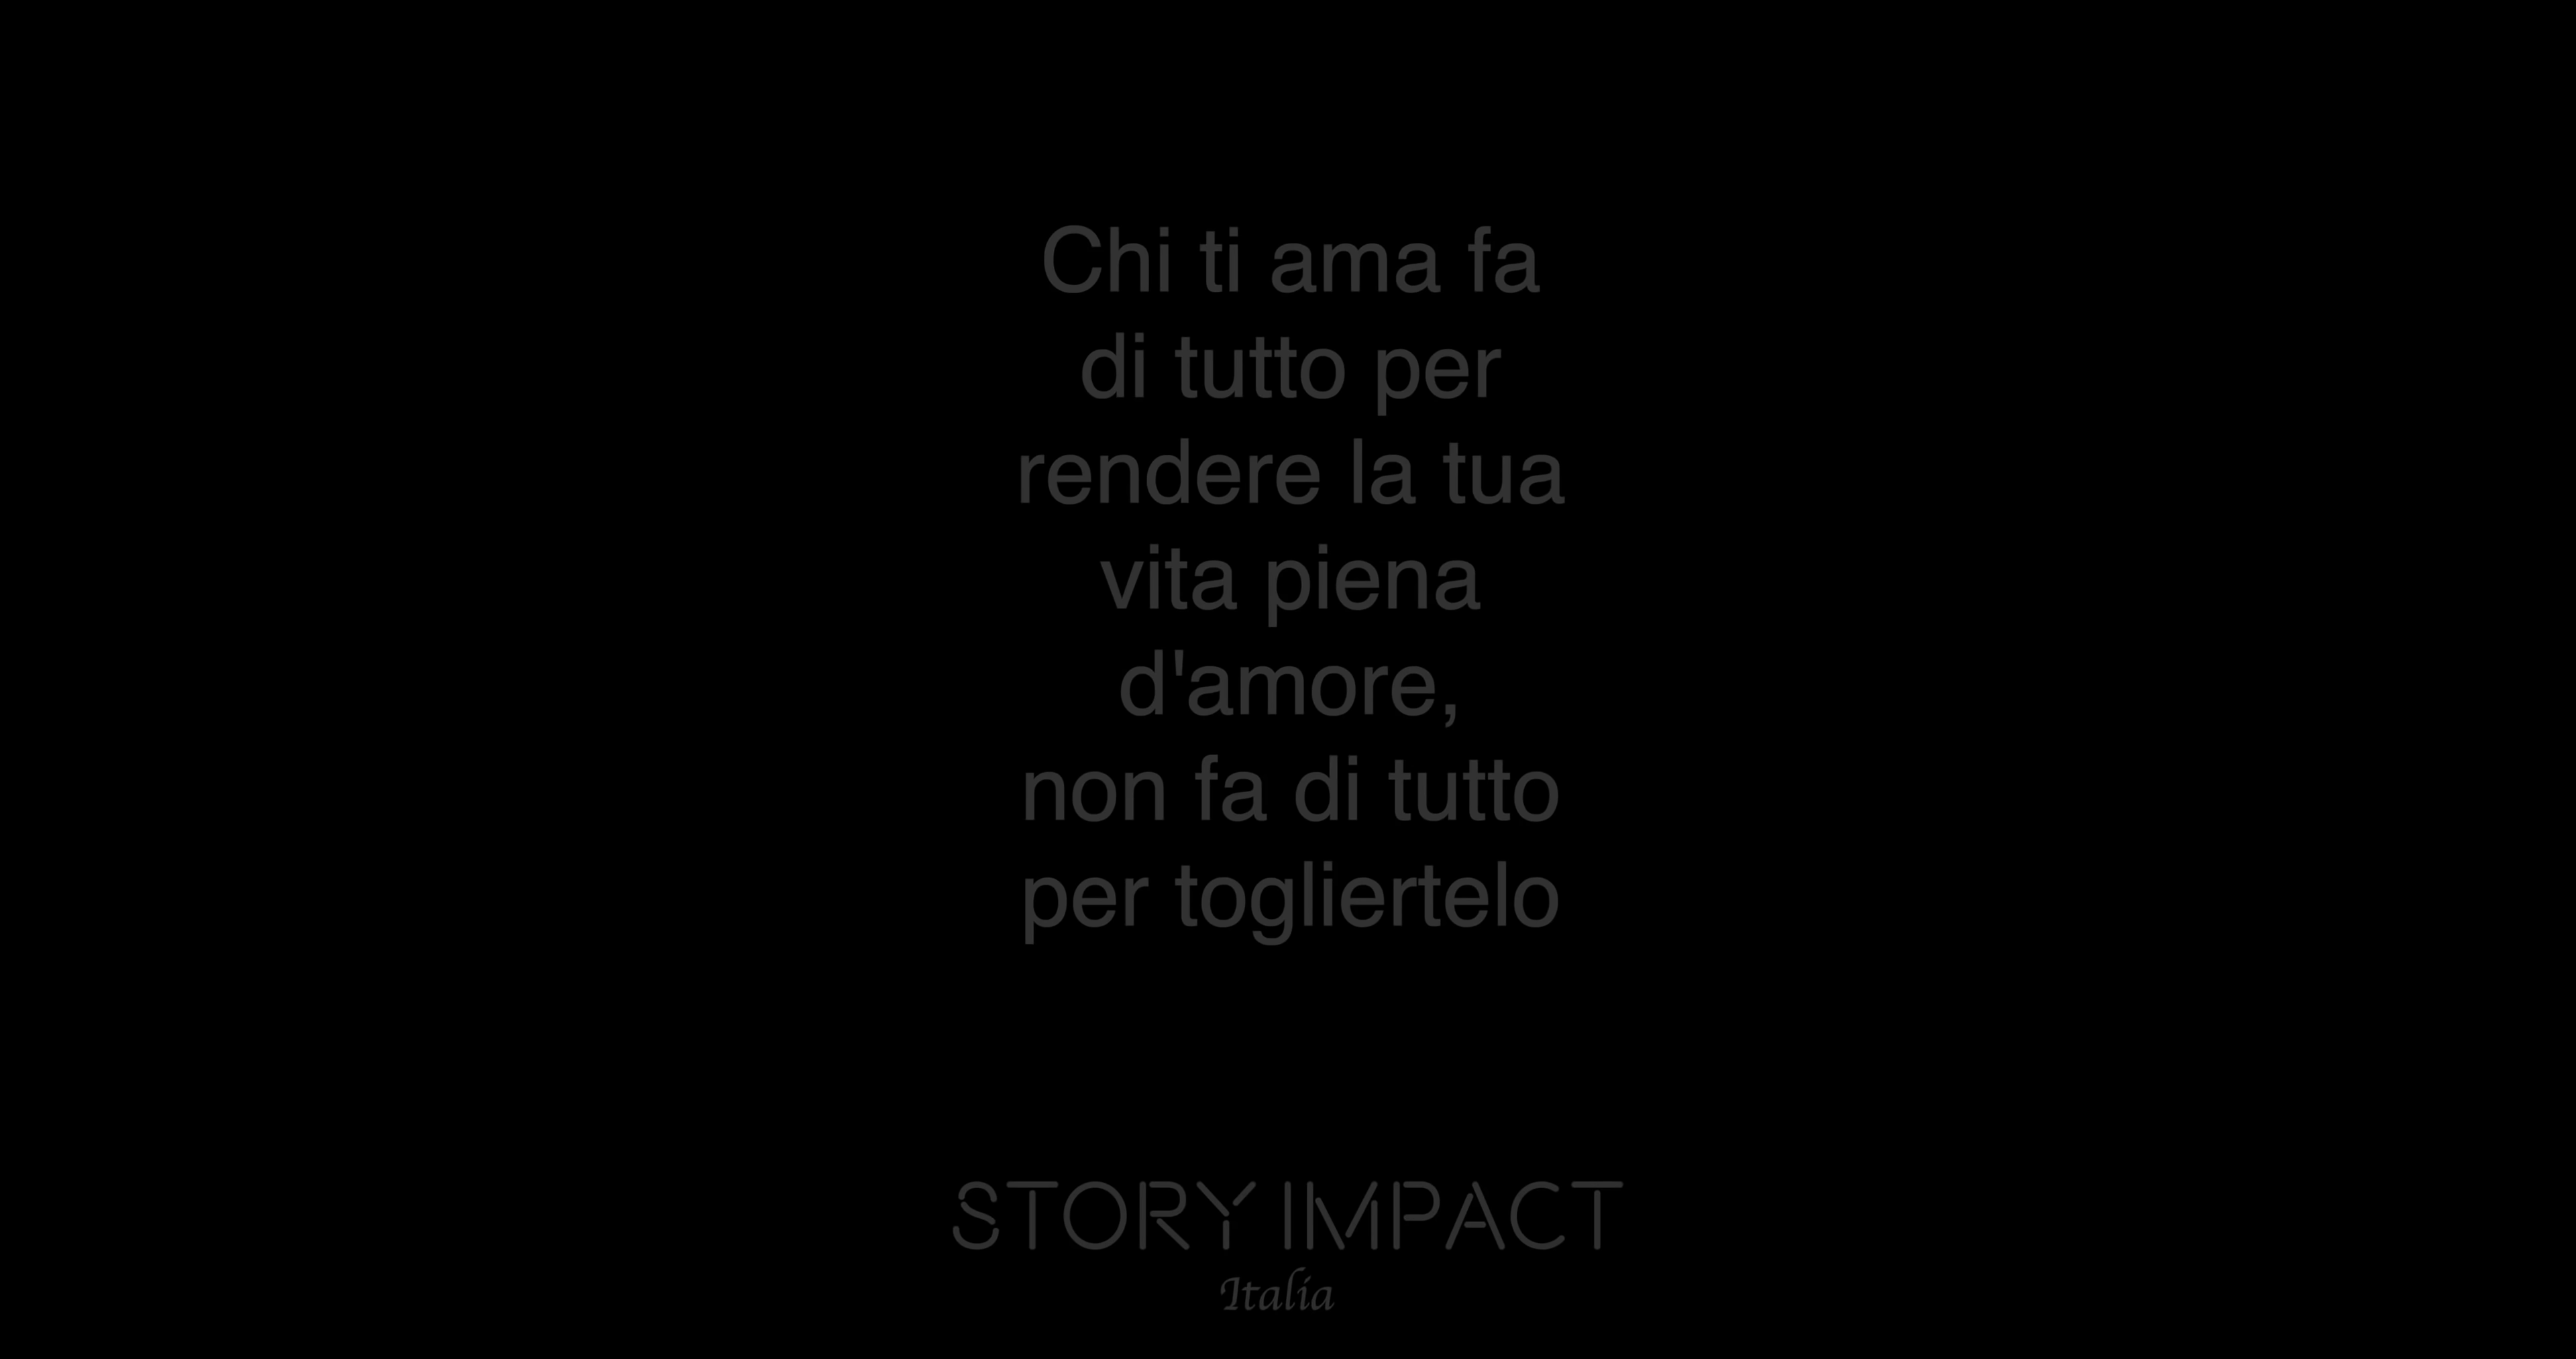 Chi ti ama fa
di tutto per
rendere la tua
vita piena
d'amore,
non fa di tutto
per togliertelo
STORY IMPACT
Italia